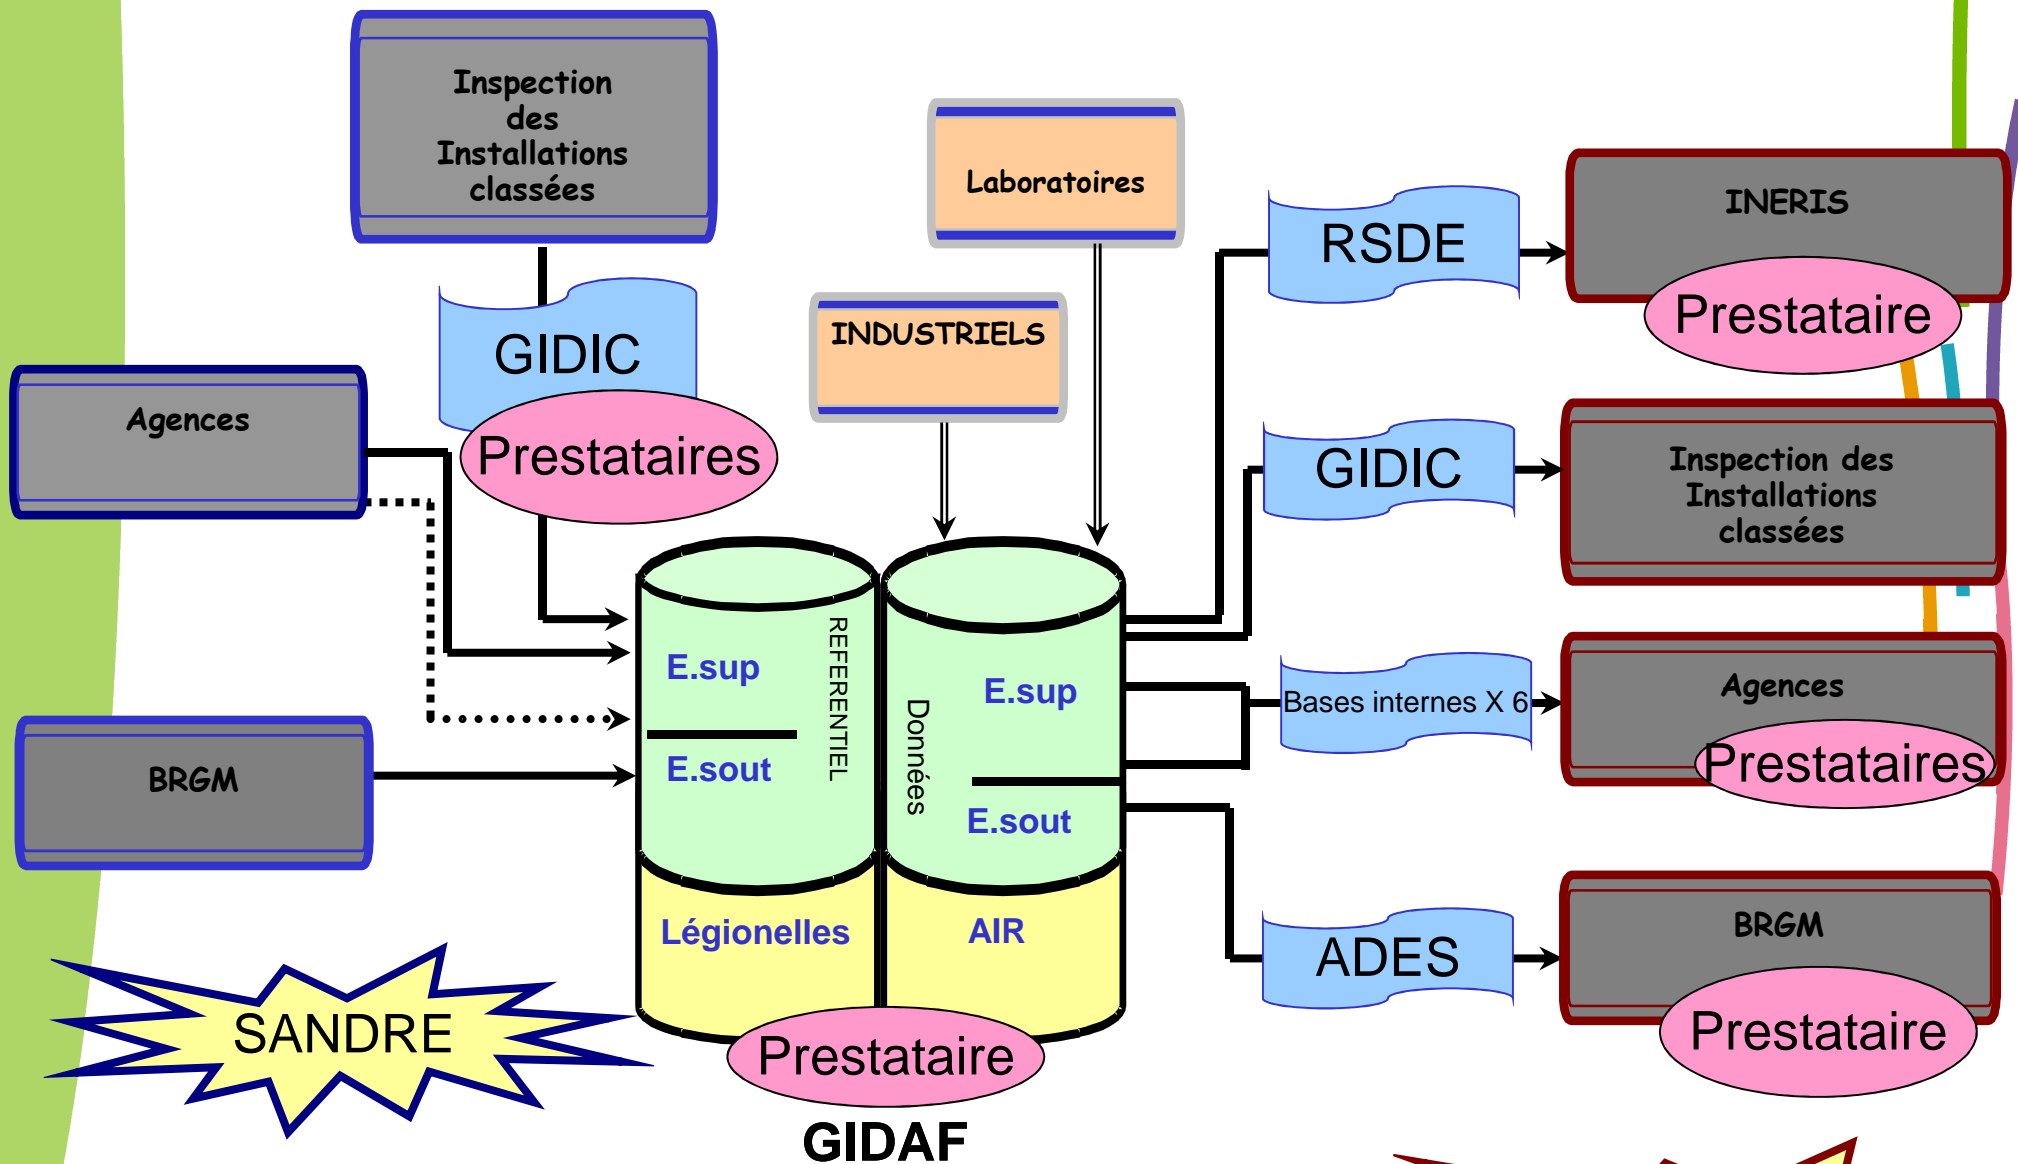 Inspection
des
Installations
classées
Laboratoires
RSDE
INERIS
Prestataire
GIDIC
INDUSTRIELS
Agences
Prestataires
GIDIC
Inspection des
Installations
classées
REFERENTIEL
E.sup
E.sout
Données
E.sup
E.sout
Bases internes X 6
Agences
Prestataires
BRGM
Légionelles
AIR
ADES
BRGM
Prestataire
SANDRE
Prestataire
GIDAF